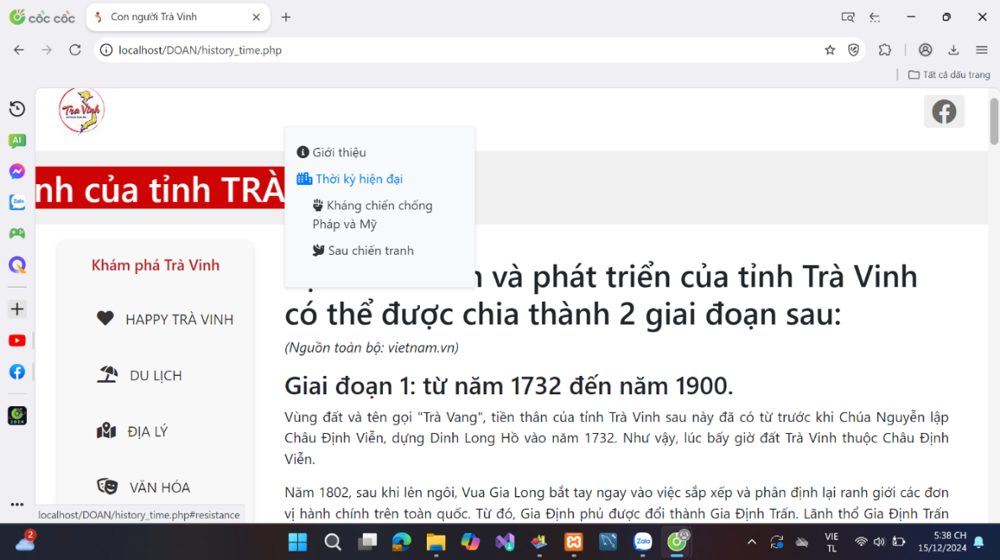 cốc cốc
Con người Trà Vinh
localhost/DOAN/history_time.php
Tất cả dấu trang
Trà Vinh
AI
Zalo
Giới thiệu
Thời kỳ hiện đại
Kháng chiến chống
Pháp và Mỹ
Sau chiến tranh
nh của tỉnh TRÀ
Khám phá Trà Vinh
HAPPY TRÀ VINH
DU LỊCH
ĐỊA LÝ
VĂN HÓA
và phát triển của tỉnh Trà Vinh
có thể được chia thành 2 giai đoạn sau:
(Nguồn toàn bộ: vietnam.vn)
Giai đoạn 1: từ năm 1732 đến năm 1900.
Vùng đất và tên gọi "Trà Vang", tiền thân của tỉnh Trà Vinh sau này đã có từ trước khi Chúa Nguyễn lập
Châu Định Viễn, dựng Dinh Long Hồ vào năm 1732. Như vậy, lúc bấy giờ đất Trà Vinh thuộc Châu Định
Viễn.
Năm 1802, sau khi lên ngôi, Vua Gia Long bắt tay ngay vào việc sắp xếp và phân định lại ranh giới các đơn
vị hành chính trên toàn quốc. Từ đó, Gia Định phủ được đổi thành Gia Định Trấn. Lãnh thổ Gia Định Trấn
localhost/DOAN/history_time.php#resistance
2
Zalo
VIE
TL
5:38 CH
15/12/2024